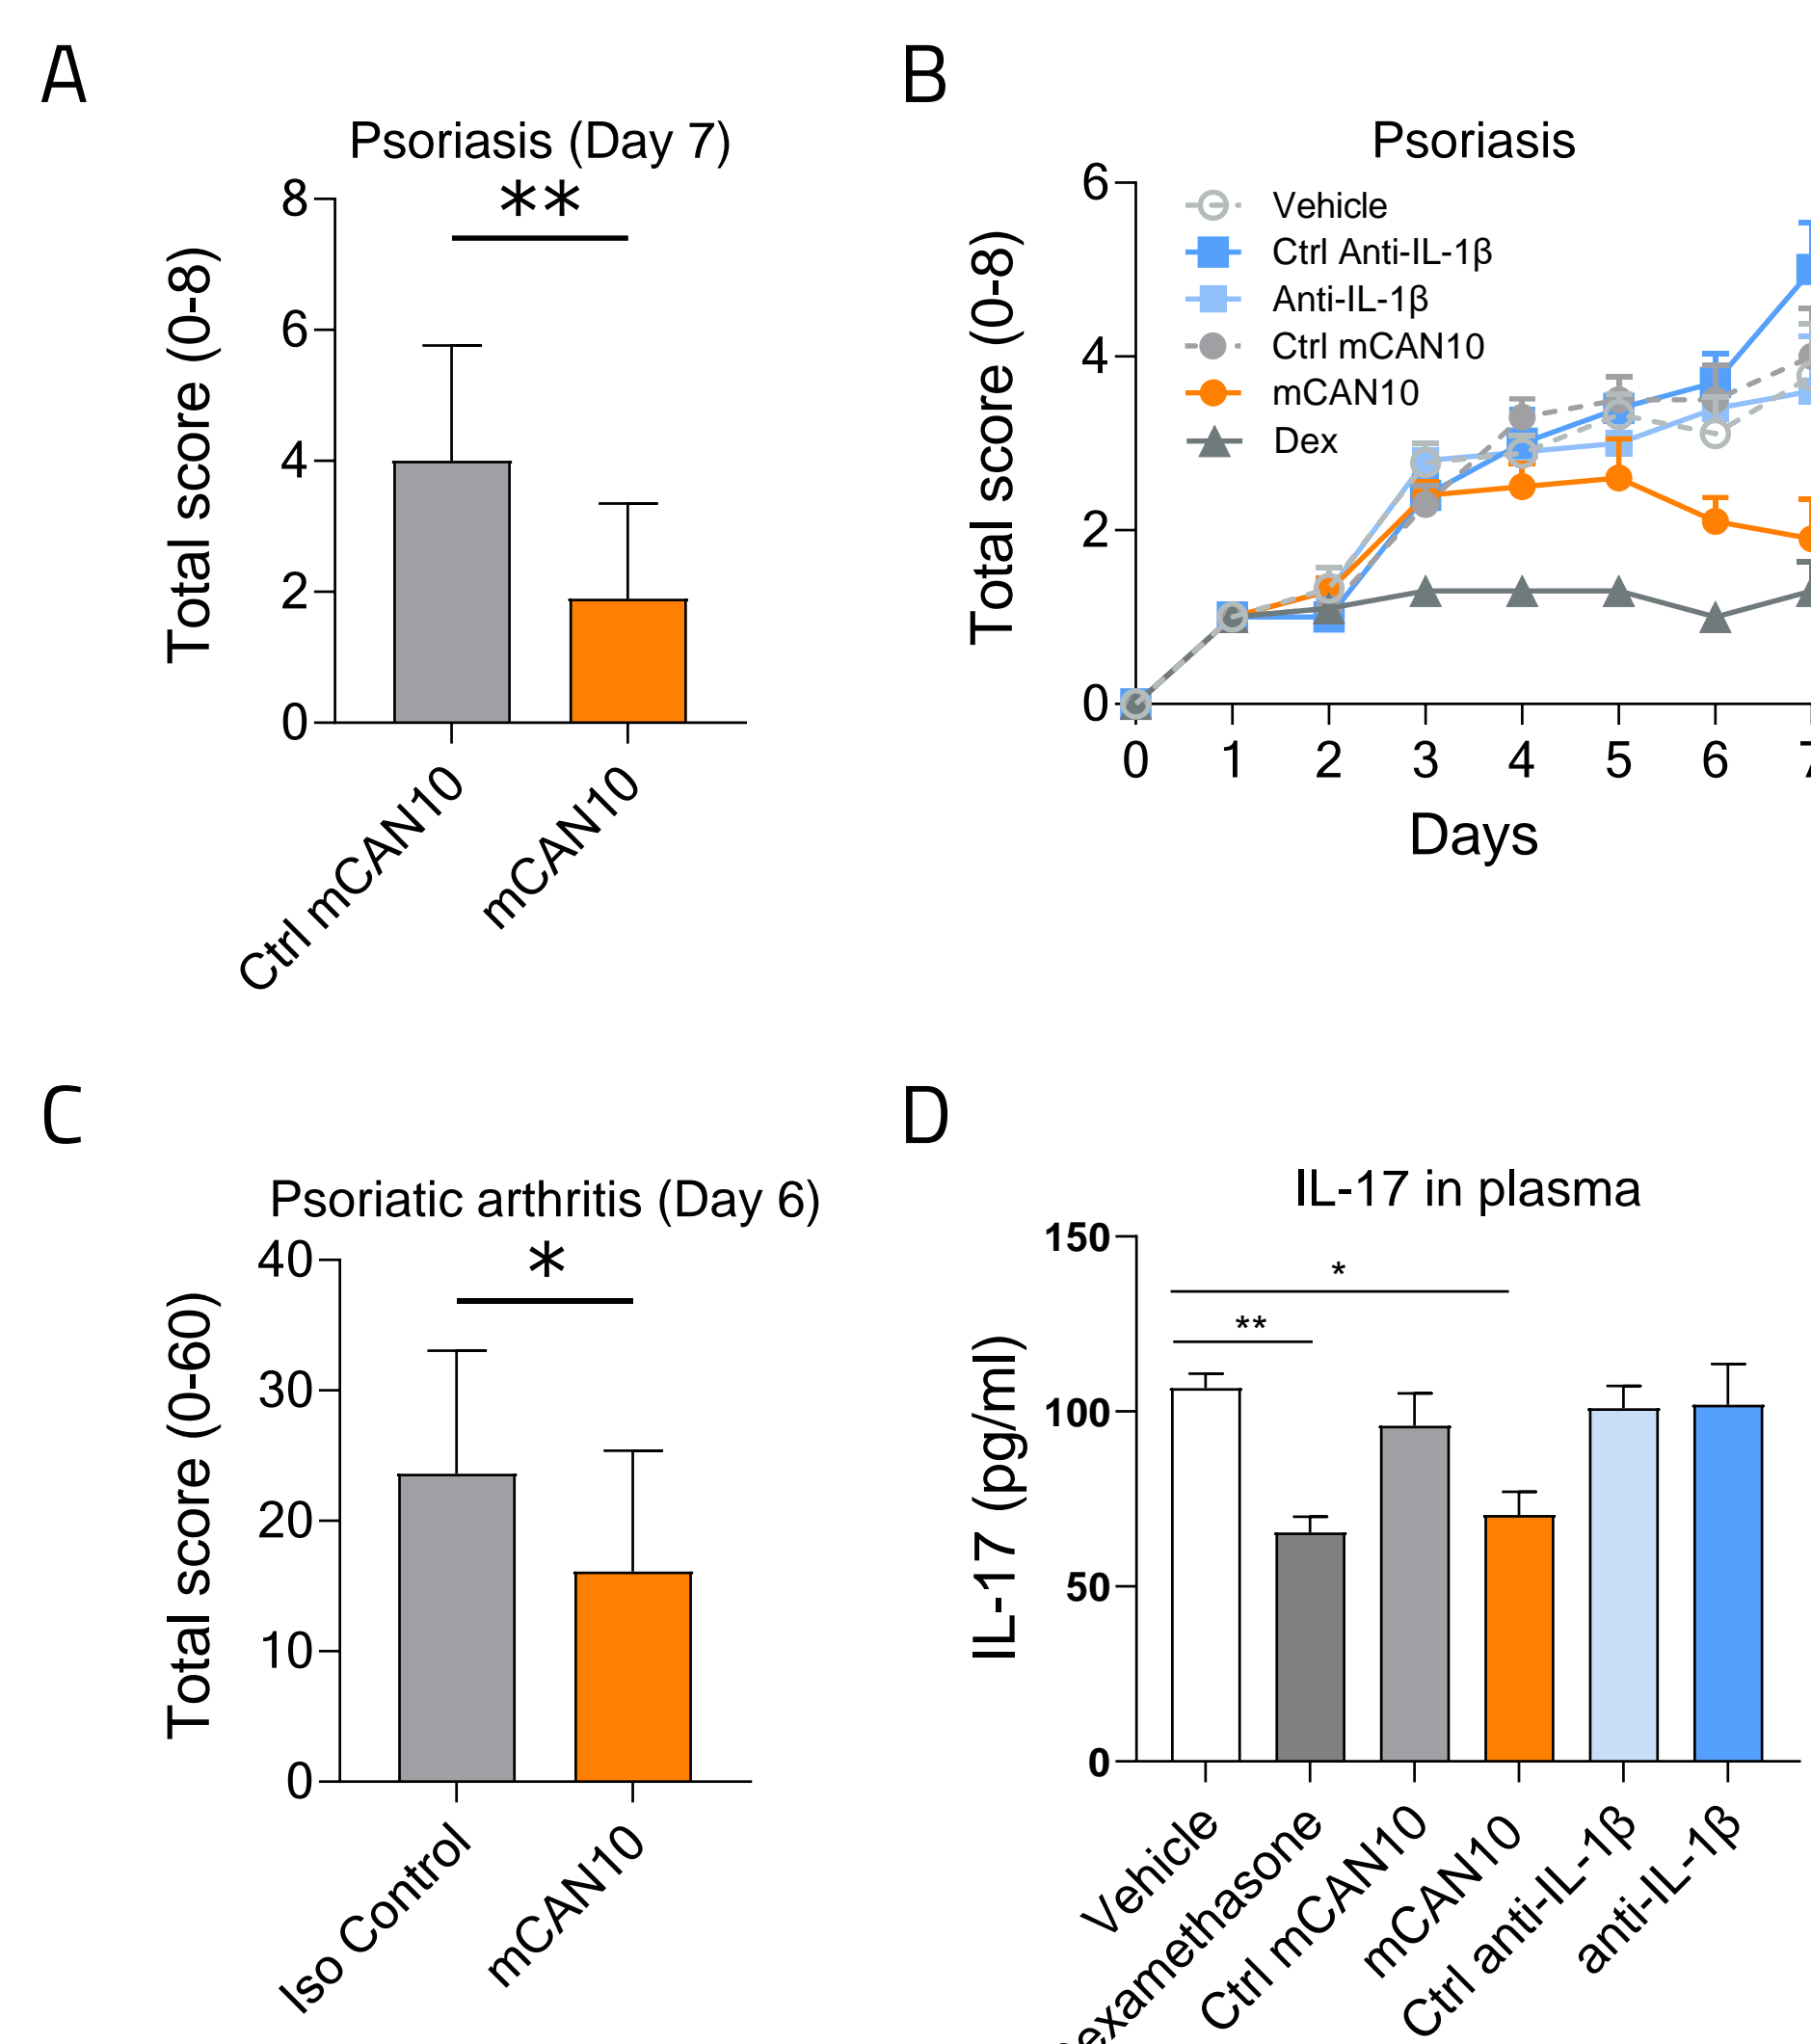 A
Psoriasis (Day 7)
**
Total score (0-8)
8
6
4
2
0
Ctrl mCAN10
mCAN10
B
Psoriasis
Total score (0-8)
6
4
2
0
Vehicle
Ctrl Anti-IL-1β
Anti-IL-1β
Ctrl mCAN10
mCAN10
Dex
0 1 2 3 4 5 6 7
Days
C
Psoriatic arthritis (Day 6)
*
Total score (0-60)
40
30
20
10
0
Iso Control
mCAN10
D
IL-17 in plasma
*
**
IL-17 (pg/ml)
150
100
50
0
Vehicle
examethasone
Ctrl mCAN10
mCAN10
Ctrl anti-IL-1β
anti-IL-1β